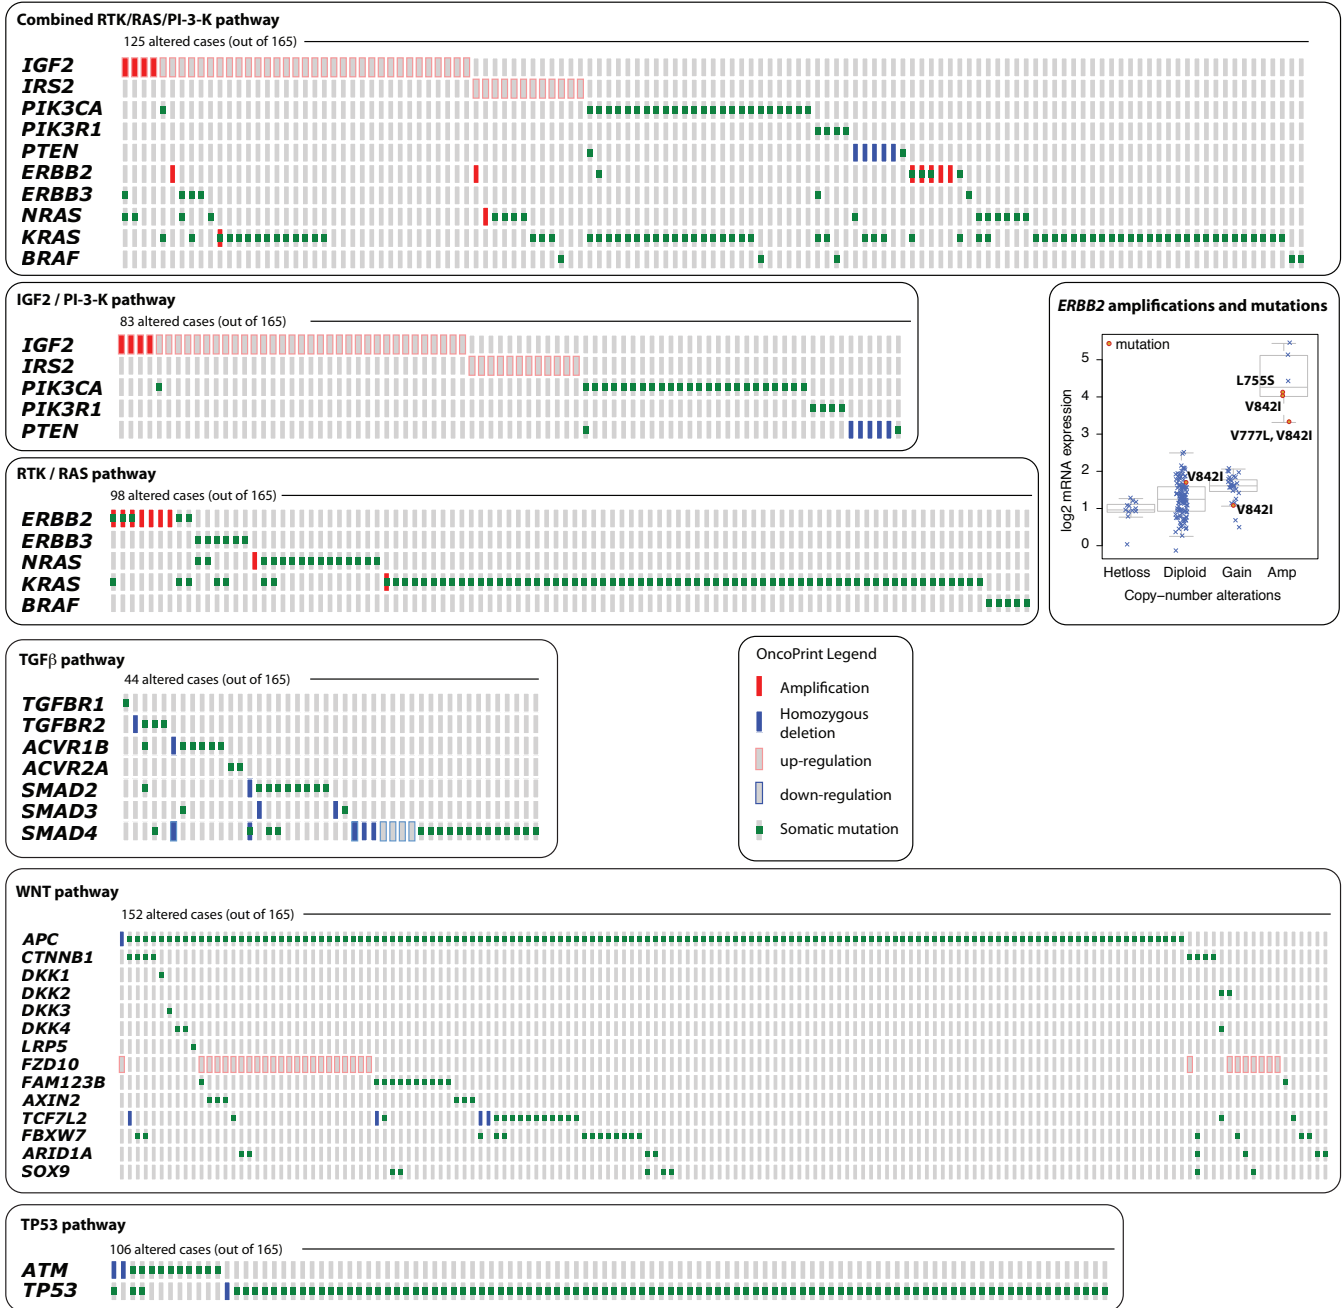 Combined RTK/RAS/PI-3-K pathway
125 altered cases (out of 165)
IGF2
IRS2
PIK3CA
PIK3R1
PTEN
ERBB2
ERBB3
NRAS
KRAS
BRAF
IGF2 / PI-3-K pathway
83 altered cases (out of 165)
IGF2
IRS2
PIK3CA
PIK3R1
PTEN
ERBB2 amplifications and mutations
mutation
log2 mRNA expression
5
4
3
2
1
0
L755S
V842I
V777L, V842I
V842I
V842I
Hetloss Diploid Gain Amp
Copy–number alterations
RTK / RAS pathway
98 altered cases (out of 165)
ERBB2
ERBB3
NRAS
KRAS
BRAF
TGFβ pathway
44 altered cases (out of 165)
TGFBR1
TGFBR2
ACVR1B
ACVR2A
SMAD2
SMAD3
SMAD4
OncoPrint Legend
Amplification
Homozygous
deletion
up-regulation
down-regulation
Somatic mutation
WNT pathway
152 altered cases (out of 165)
APC
CTNNB1
DKK1
DKK2
DKK3
DKK4
LRP5
FZD10
FAM123B
AXIN2
TCF7L2
FBXW7
ARID1A
SOX9
TP53 pathway
106 altered cases (out of 165)
ATM
TP53